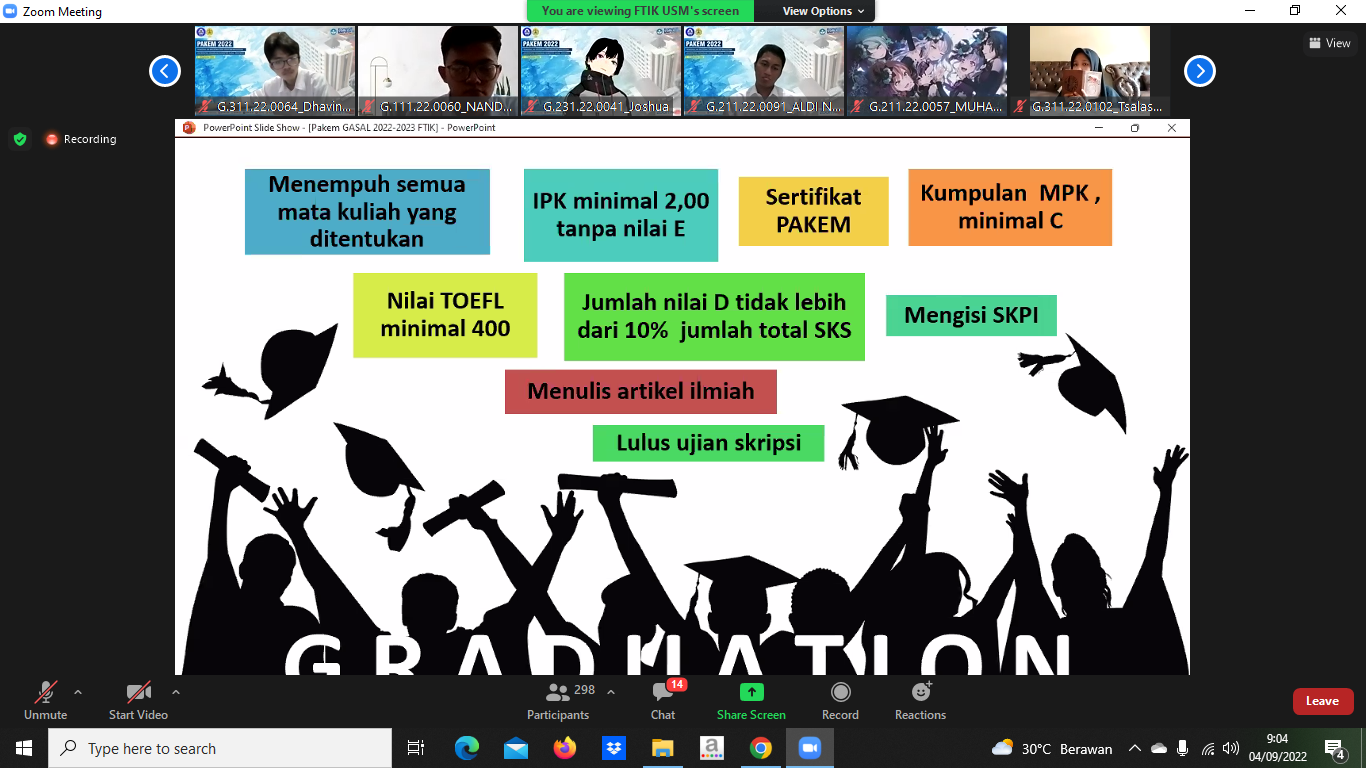 Zoom Meeting
You are viewing FTIK USM's screen
View Options
View
PAKEM 2022
PAKEM 2022
PAKEM 2022
G.311.22.0064_Dhavin...
G.111.22.0060_NAND...
G.231.22.0041_Joshua
G.211.22.0091_ALDI N...
G.211.22.0057_MUHA...
G.311.22.0102_Tsalas...
Recording
PowerPoint Slide Show - [Pakem GASAL 2022-2023 FTIK] - PowerPoint
Menempuh semua
mata kuliah yang
ditentukan
IPK minimal 2,00
tanpa nilai E
Sertifikat
PAKEM
Kumpulan MPK ,
minimal C
Nilai TOEFL
minimal 400
Jumlah nilai D tidak lebih
dari 10% jumlah total SKS
Mengisi SKPI
Menulis artikel ilmiah
Lulus ujian skripsi
GRADUATION
Unmute
Start Video
298
Participants
14
Chat
Share Screen
Record
Reactions
Leave
Type here to search
30°C Berawan
9:04
04/09/2022
4